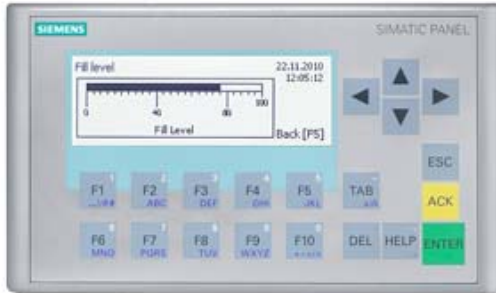 SIEMENS
SIMATIC PANEL
Fill level
22.11.2010
12:05:12
0 40 80 100
Fill Level
Back [F5]
ESC
F1 F2 F3 F4 F5 TAB
ABC DEF GHI JKL
ACK
F6 F7 F8 F9 F10 DEL HELP ENTER
MNO PQRS TUV WXYZ